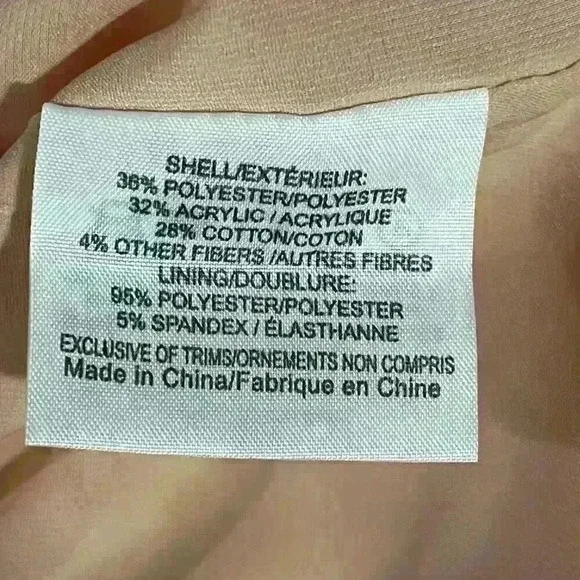 SHELL/EXTÉRIEUR:
36% POLYESTER/POLYESTER
32% ACRYLIC / ACRYLIQUE
28% COTTON/COTON
4% OTHER FIBERS /AUTRES FIBRES
LINING/DOUBLURE:
95% POLYESTER/POLYESTER
5% SPANDEX / ÉLASTHANNE
EXCLUSIVE OF TRIMS/ORNEMENTS NON COMPRIS
Made in China/Fabrique en Chine